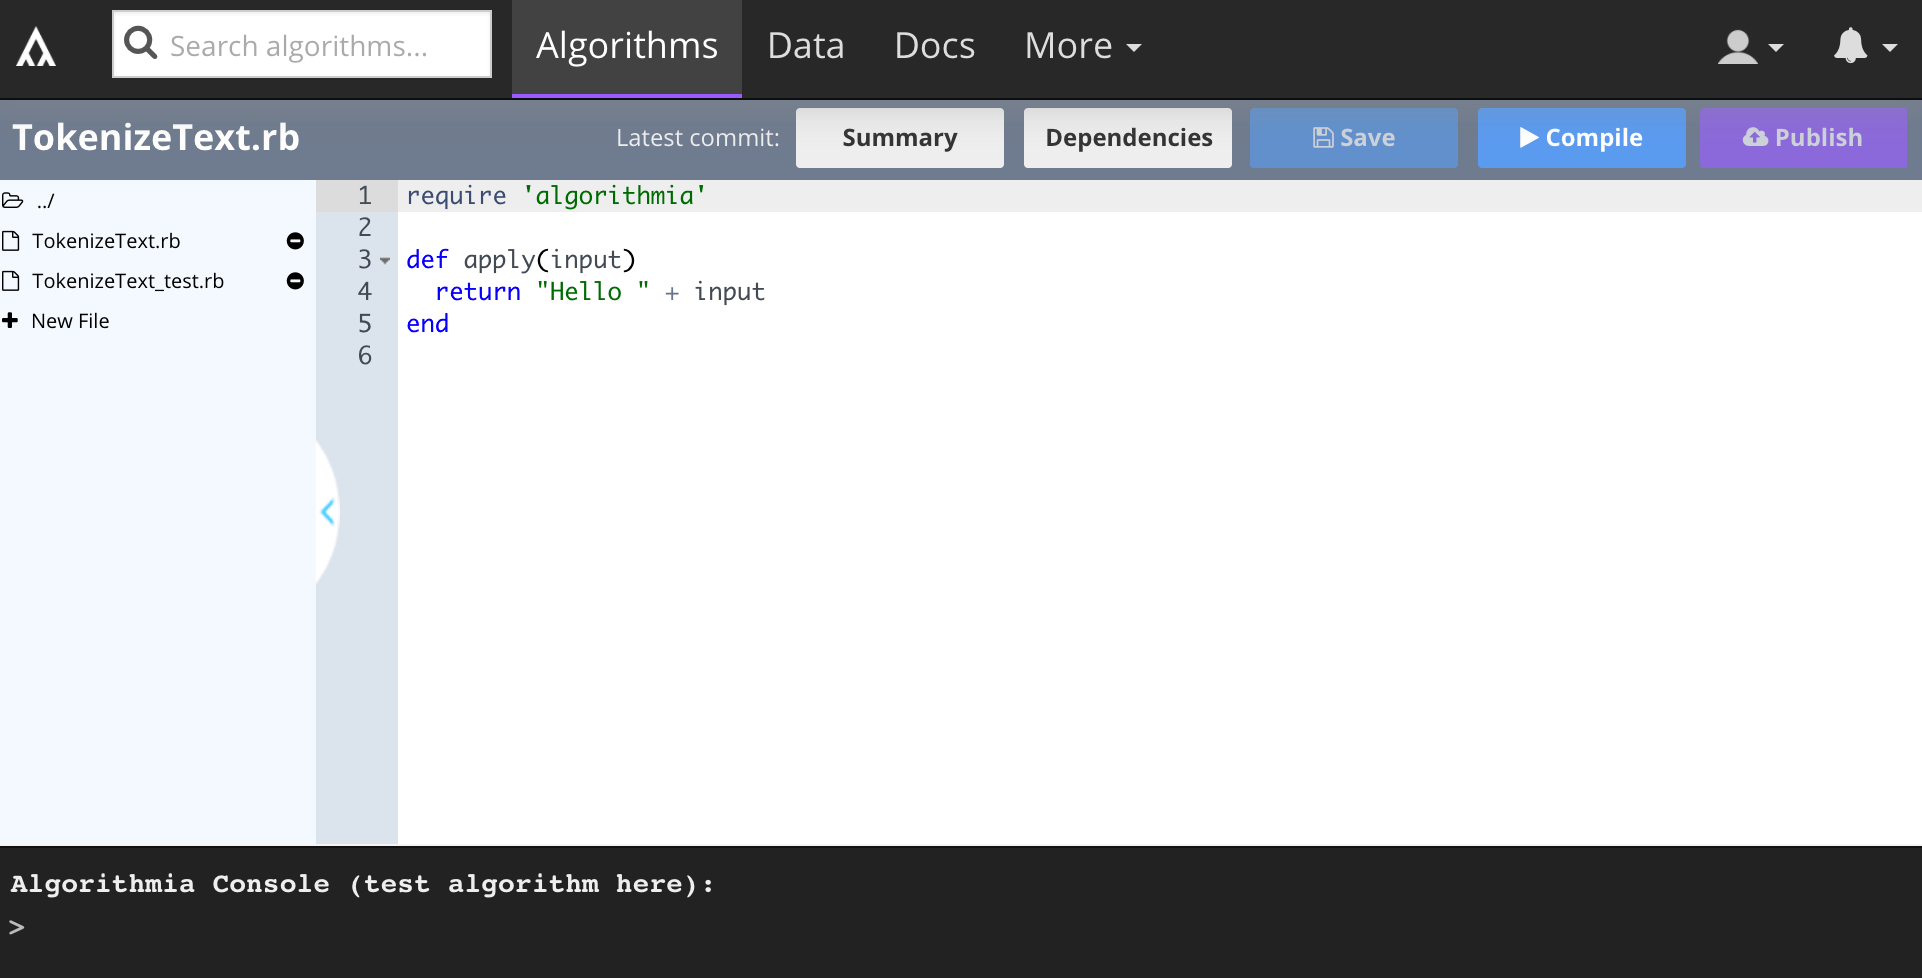 Search algorithms... Algorithms Data Docs More
TokenizeText.rb Latest commit: Summary Dependencies Save Compile Publish
../
TokenizeText.rb
TokenizeText_test.rb
+ New File
1 require 'algorithmia'
2
3 def apply(input)
4   return "Hello " + input
5 end
6
Algorithmia Console (test algorithm here):
>